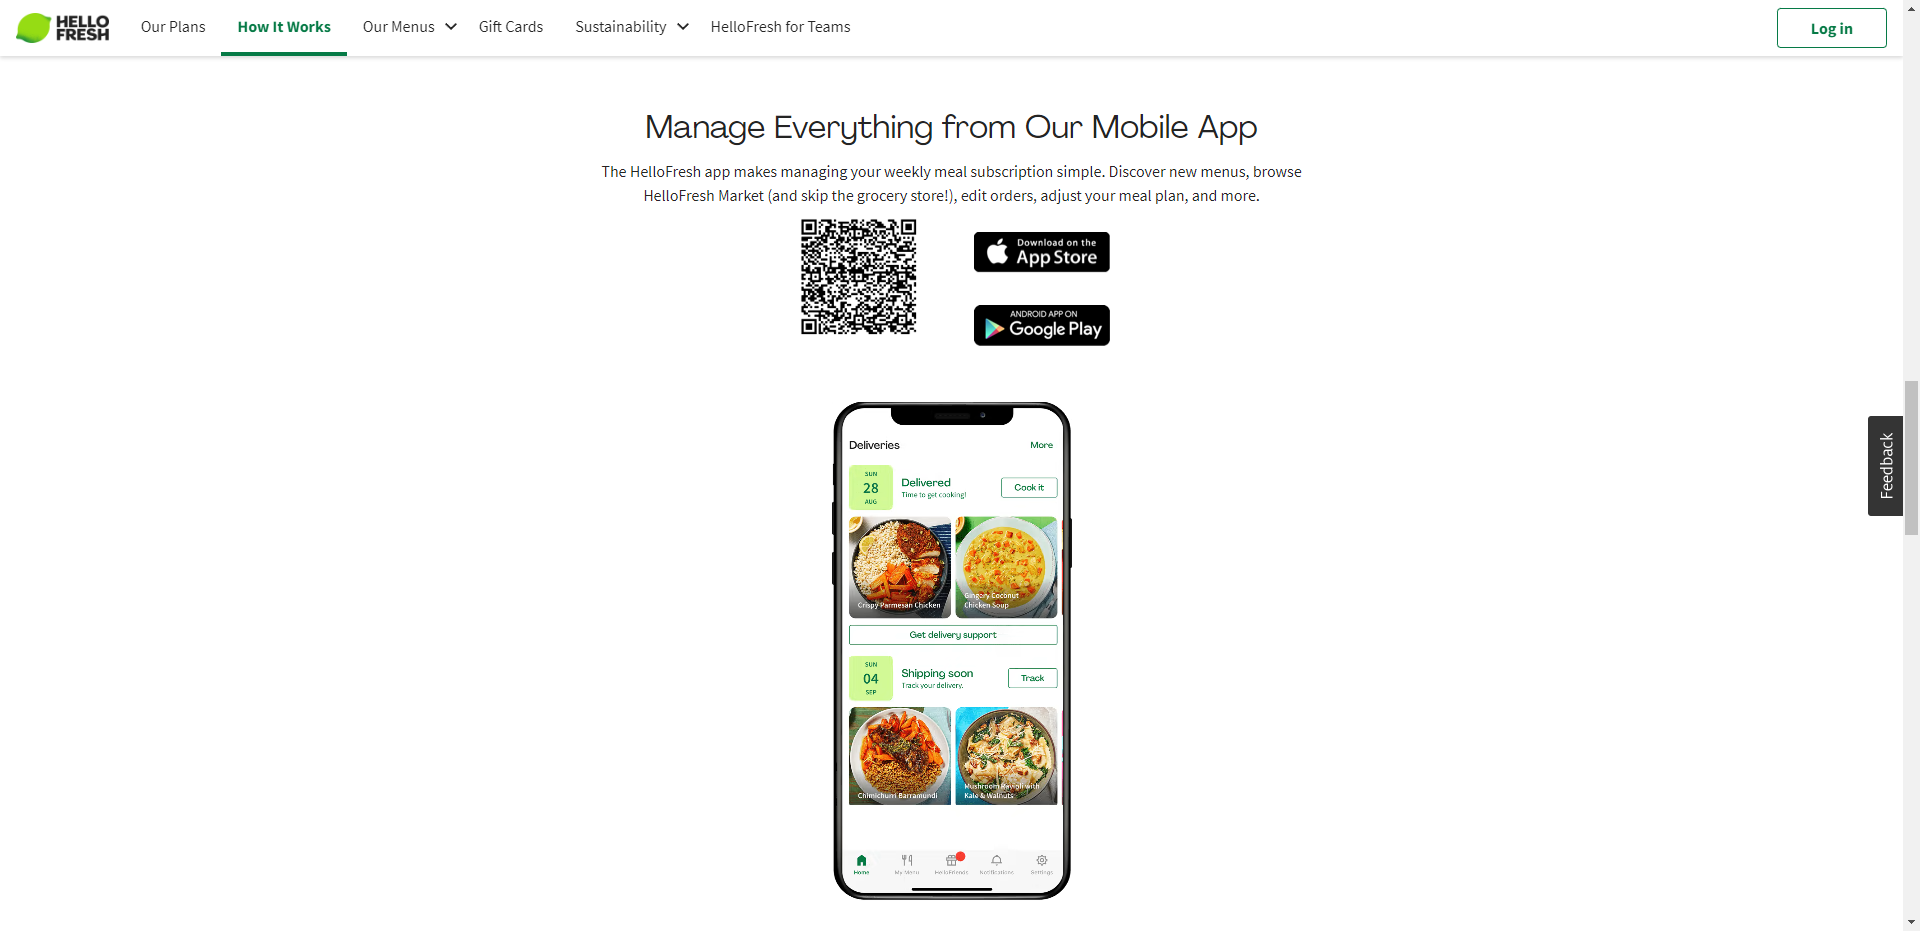 HELLO
FRESH
Our Plans
How It Works
Our Menus
Gift Cards
Sustainability
HelloFresh for Teams
Log in
Manage Everything from Our Mobile App
The HelloFresh app makes managing your weekly meal subscription simple. Discover new menus, browse
HelloFresh Market (and skip the grocery store!), edit orders, adjust your meal plan, and more.
Download on the
App Store
ANDROID APP ON
Google Play
Feedback
Deliveries
More
SUN
28
AUG
Delivered
Time to get cooking!
Cook it
Crispy Parmesan Chicken
Gingery Coconut
Chicken Soup
Get delivery support
SUN
04
SEP
Shipping soon
Track your delivery.
Track
Chimichurri Barramundi
Mushroom Ravioli with
Kale & Walnuts
Home
My Menu
HelloFriends
Notifications
Settings